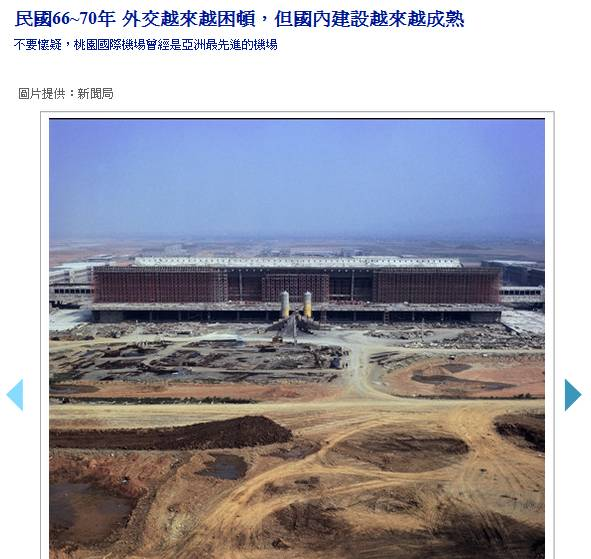 民國66~70年 外交越來越困頓，但國內建設越來越成熟
不要懷疑，桃園國際機場曾經是亞洲最先進的機場
圖片提供：新聞局